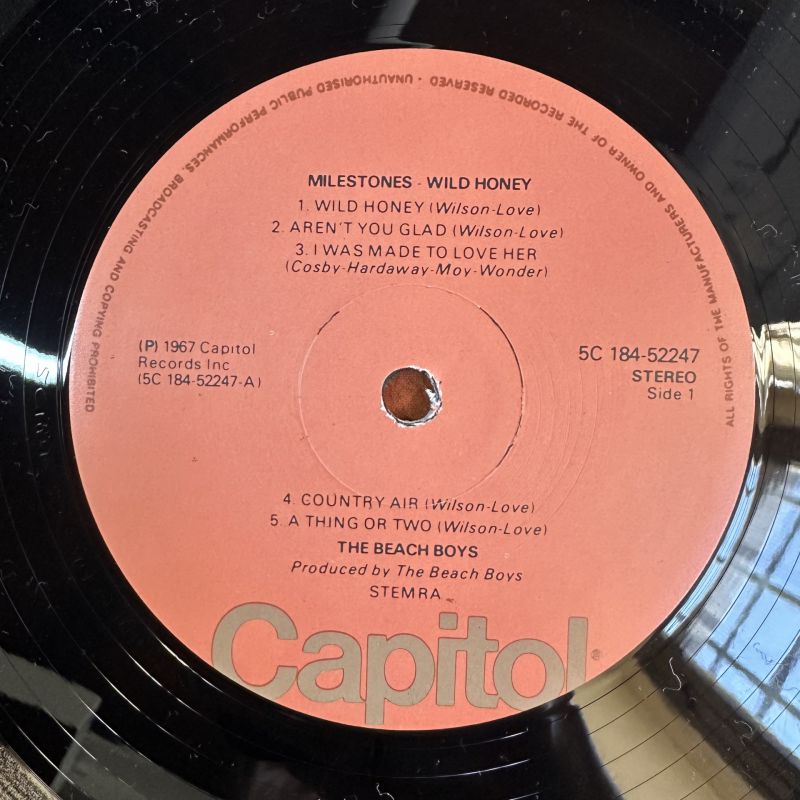 MILESTONES - WILD HONEY
1. WILD HONEY (Wilson-Love)
2. AREN'T YOU GLAD (Wilson-Love)
3. I WAS MADE TO LOVE HER
(Cosby-Hardaway-Moy-Wonder)
(P) 1967 Capitol
Records Inc
(5C 184-52247-A)
5C 184-52247
STEREO
Side 1
4. COUNTRY AIR (Wilson-Love)
5. A THING OR TWO (Wilson-Love)
THE BEACH BOYS
Produced by The Beach Boys
STEMRA
Capitol®
ALL RIGHTS OF THE MANUFACTURERS AND OWNER OF THE RECORDED RESERVED · UNAUTHORISED PUBLIC PERFORMANCES, BROADCASTING AND COPYING PROHIBITED